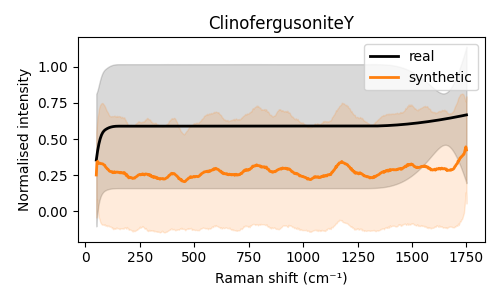 ClinofergusoniteY
Normalised intensity
1.00
0.75
0.50
0.25
0.00
real
synthetic
0 250 500 750 1000 1250 1500 1750
Raman shift (cm⁻¹)